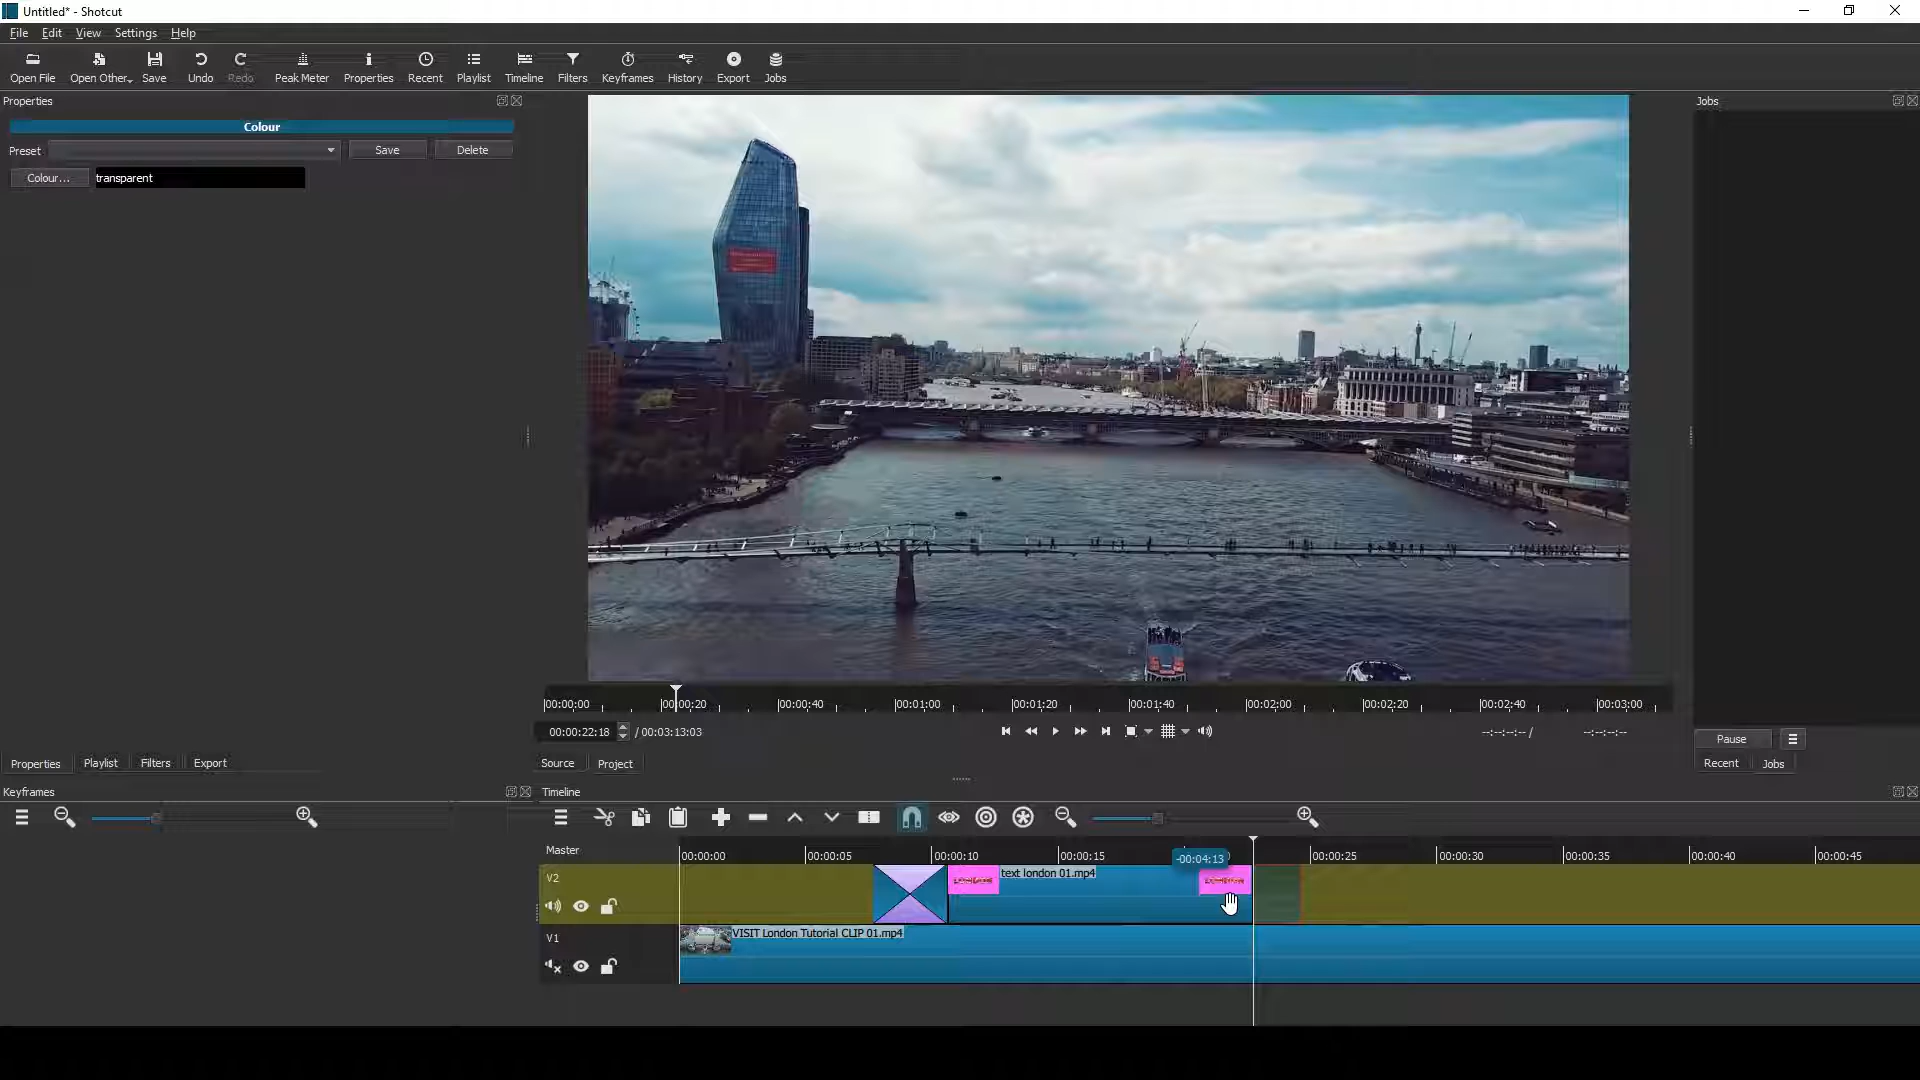 Untitled* - Shotcut
File Edit View Settings Help
Open File Open Other... Save Undo Redo Peak Meter Properties Recent Playlist Timeline Filters Keyframes History Export Jobs
Properties
Jobs
Colour
Preset Save Delete
Colour... transparent
00:00:00 00:00:20 00:00:40 00:01:00 00:01:20 00:01:40 00:02:00 00:02:20 00:02:40 00:03:00
00:00:22:18 / 00:03:13:03 --:--:--:-- / --:--:--:--
Pause
Properties Playlist Filters Export
Source Project
Recent Jobs
Keyframes
Timeline
Master
00:00:00 00:00:05 00:00:10 00:00:15 00:00:25 00:00:30 00:00:35 00:00:40 00:00:45
-00:04:13
V2
text london 01.mp4
V1
VISIT London Tutorial CLIP 01.mp4